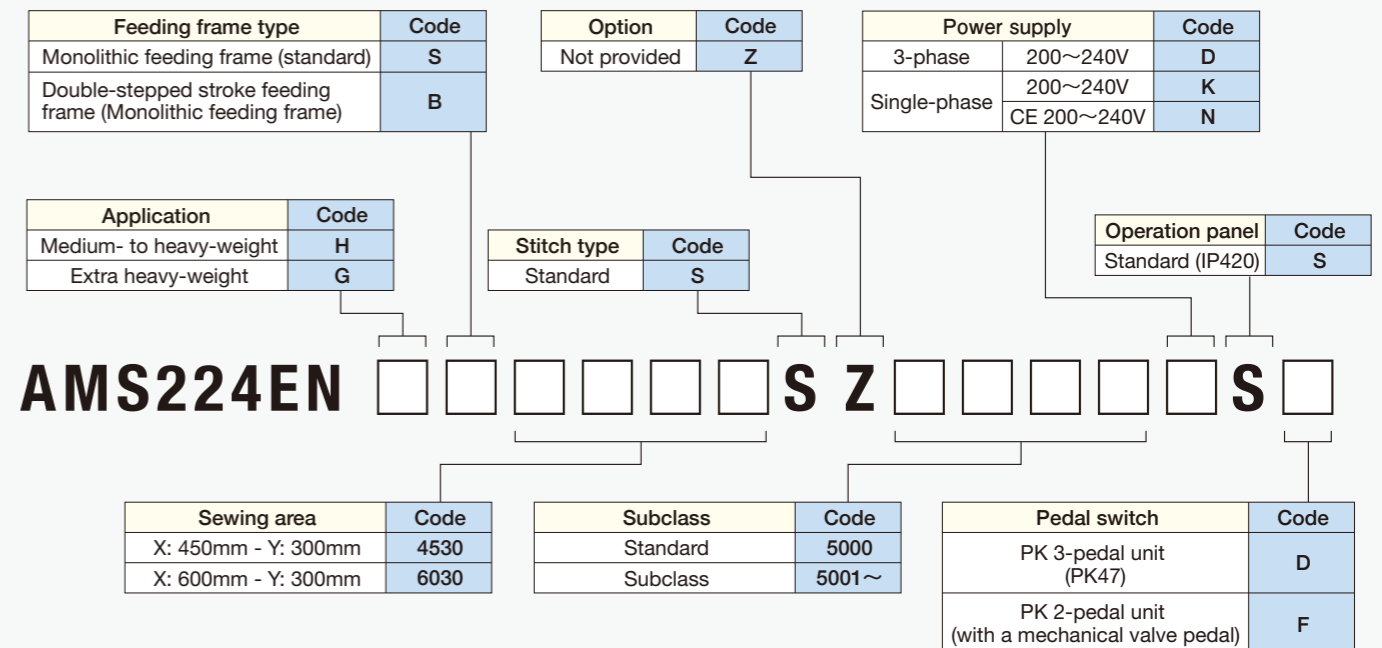 Feeding frame type Code
Monolithic feeding frame (standard) S
Double-stepped stroke feeding
frame (Monolithic feeding frame) B
Option Code
Not provided Z
Power supply Code
3-phase 200～240V D
Single-phase 200～240V K
CE 200～240V N
Application Code
Medium- to heavy-weight H
Extra heavy-weight G
Stitch type Code
Standard S
Operation panel Code
Standard (IP420) S
AMS224EN □□□□□□SZ□□□□□S□
Sewing area Code
X: 450mm - Y: 300mm 4530
X: 600mm - Y: 300mm 6030
Subclass Code
Standard 5000
Subclass 5001～
Pedal switch Code
PK 3-pedal unit
(PK47) D
PK 2-pedal unit
(with a mechanical valve pedal) F